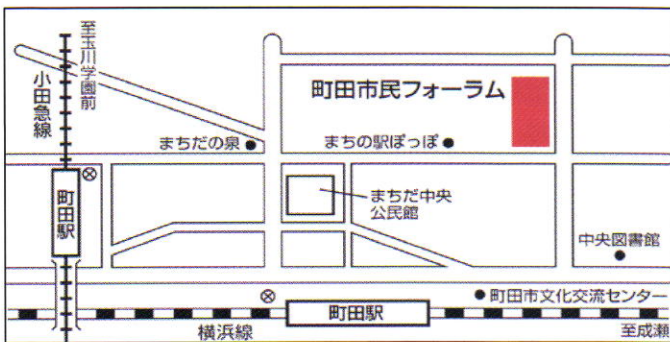 至玉川学園前
小田急線
町田市民フォーラム
まちだの泉
まちの駅ぽっぽ
町田駅
まちだ中央
公民館
中央図書館
町田市文化交流センター
町田駅
横浜線
至成瀬